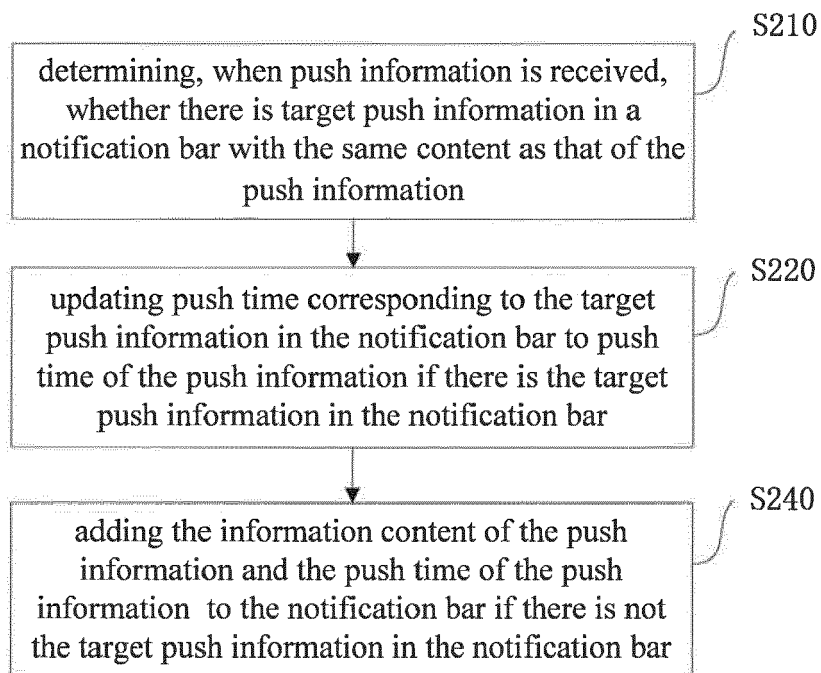 S210
determining, when push information is received,
whether there is target push information in a
notification bar with the same content as that of the
push information
S220
updating push time corresponding to the target
push information in the notification bar to push
time of the push information if there is the target
push information in the notification bar
S240
adding the information content of the push
information and the push time of the push
information to the notification bar if there is not
the target push information in the notification bar